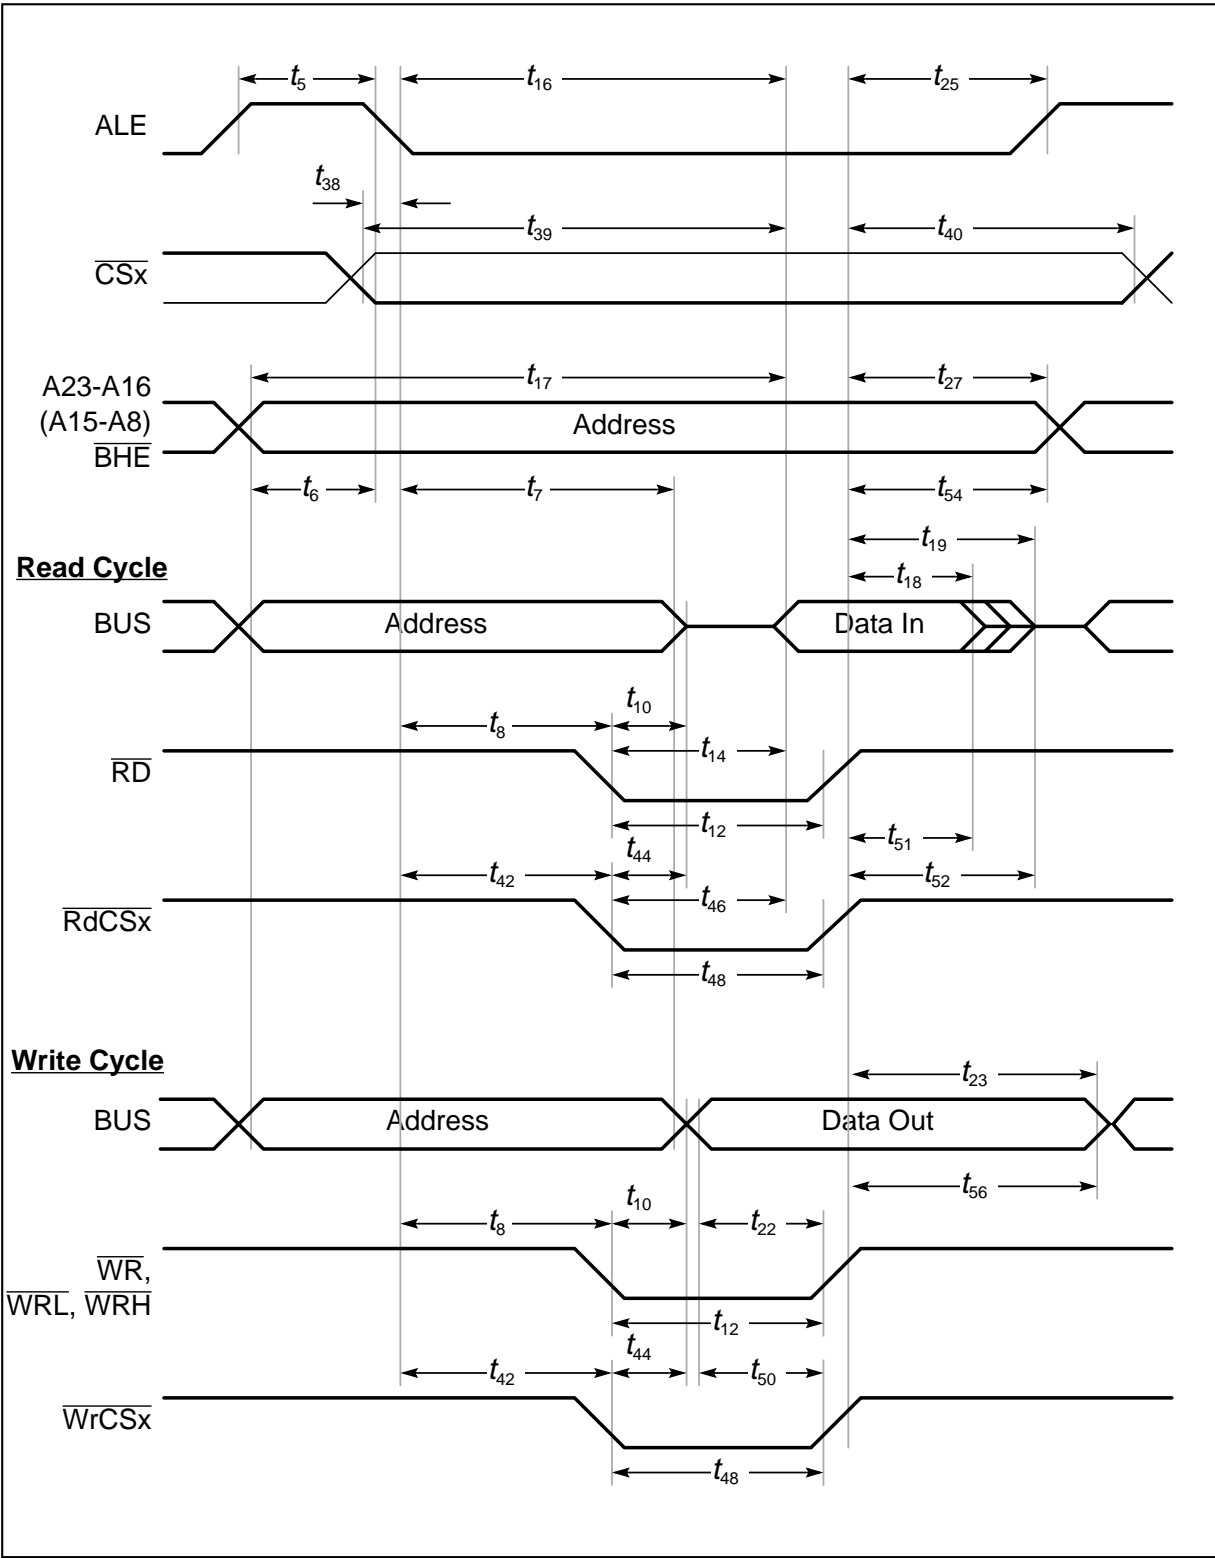 t5 t16 t25
ALE
t38
t39 t40
CSx
t17 t27
A23-A16
(A15-A8)
BHE
Address
t6 t7 t54
t19
Read Cycle
t18
BUS Address Data In
t10
t8
t14
RD
t12
t51
t44
t42 t52
t46
RdCSx
t48
Write Cycle
t23
BUS Address Data Out
t56
t10
t8 t22
WR,
WRL, WRH
t12
t44
t42 t50
WrCSx
t48